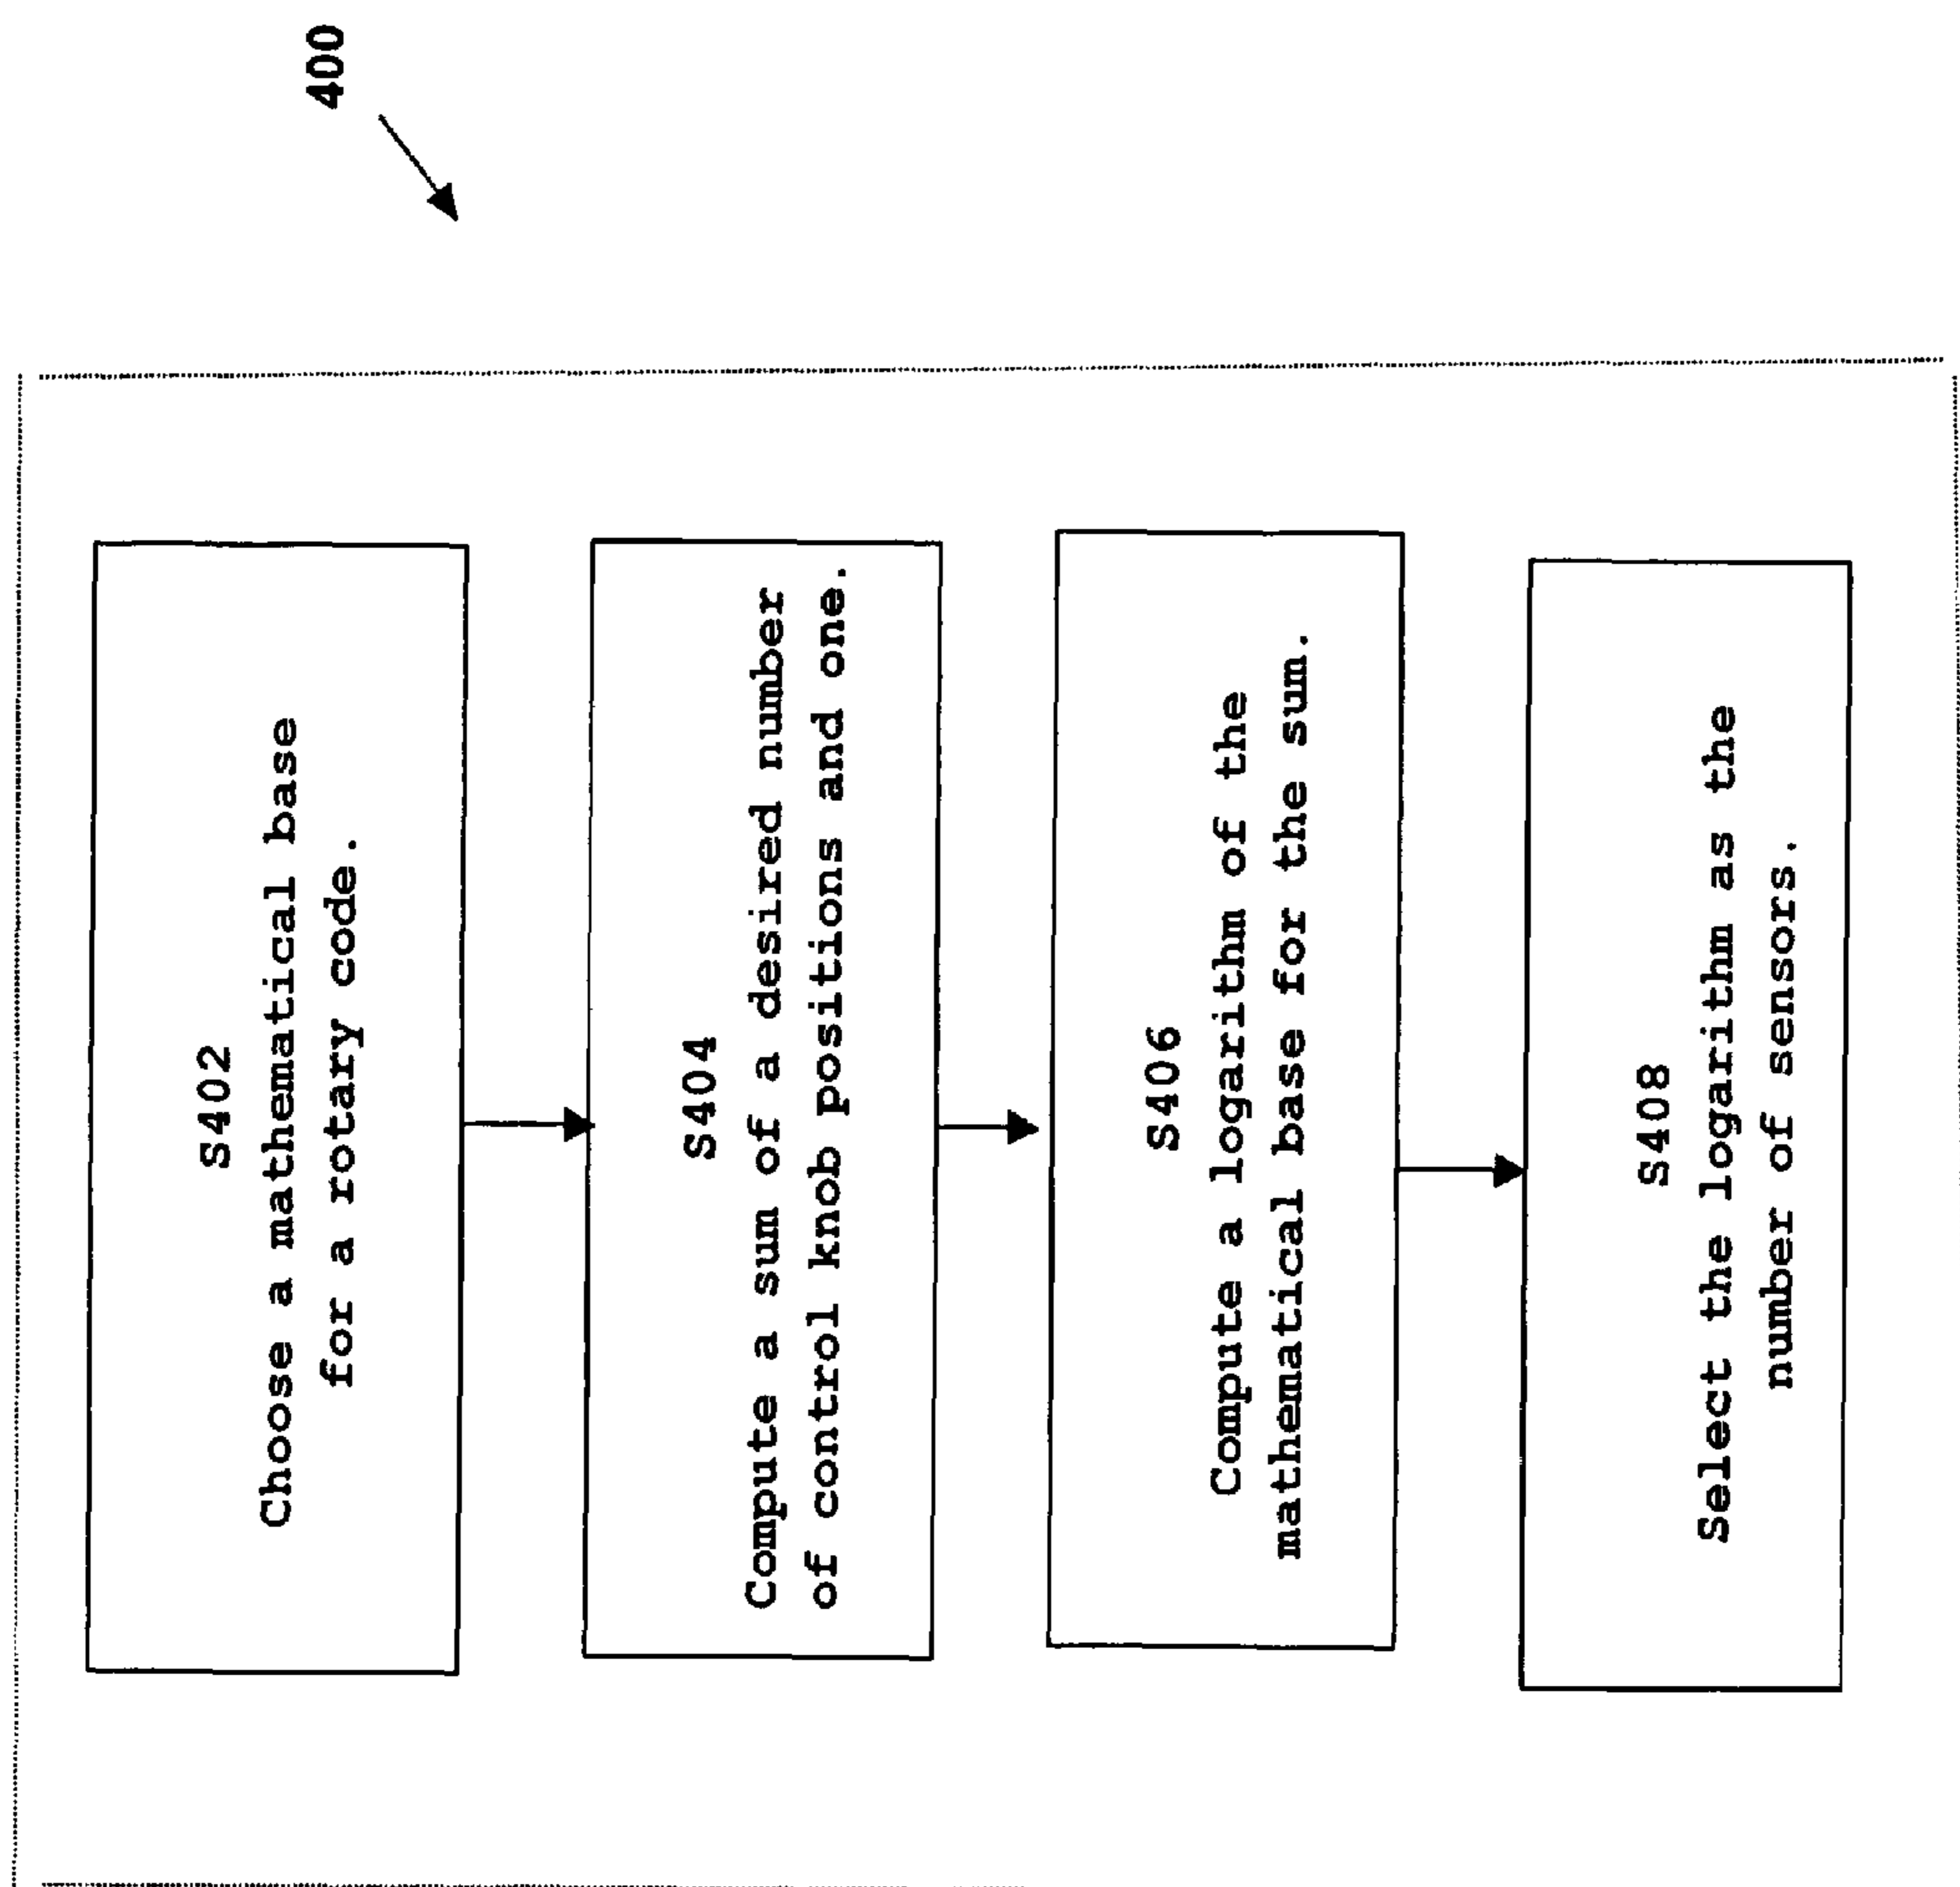 400
S402
Choose a mathematical base
for a rotary code.
S404
Compute a sum of a desired number
of control knob positions and one.
S406
Compute a logarithm of the
mathematical base for the sum.
S408
Select the logarithm as the
number of sensors.